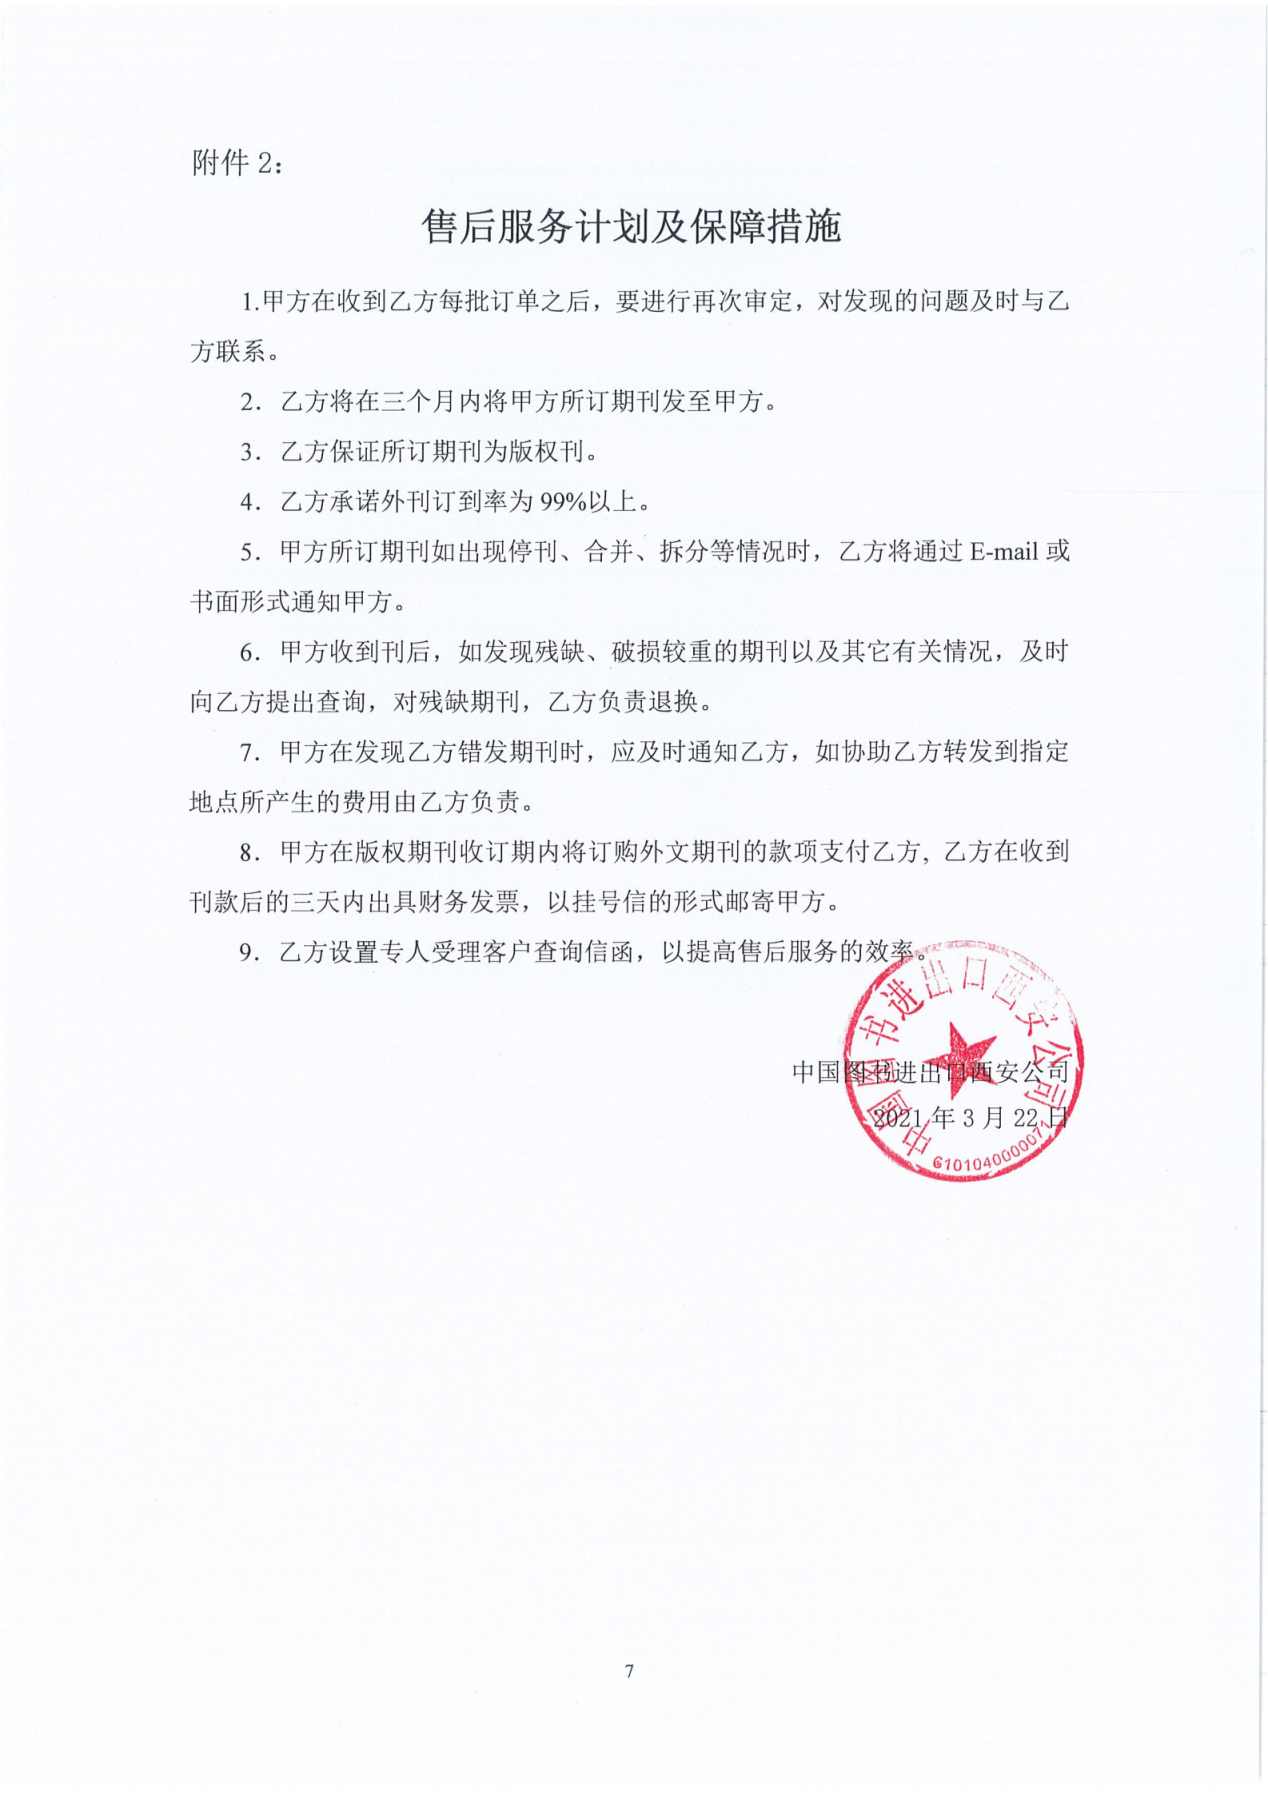 附件 2：
售后服务计划及保障措施
1.甲方在收到乙方每批订单之后，要进行再次审定，对发现的问题及时与乙
方联系。
2．乙方将在三个月内将甲方所订期刊发至甲方。
3．乙方保证所订期刊为版权刊。
4．乙方承诺外刊订到率为 99%以上。
5．甲方所订期刊如出现停刊、合并、拆分等情况时，乙方将通过 E-mail 或
书面形式通知甲方。
6．甲方收到刊后，如发现残缺、破损较重的期刊以及其它有关情况，及时
向乙方提出查询，对残缺期刊，乙方负责退换。
7．甲方在发现乙方错发期刊时，应及时通知乙方，如协助乙方转发到指定
地点所产生的费用由乙方负责。
8．甲方在版权期刊收订期内将订购外文期刊的款项支付乙方, 乙方在收到
刊款后的三天内出具财务发票，以挂号信的形式邮寄甲方。
9．乙方设置专人受理客户查询信函，以提高售后服务的效率。
中国图书进出口西安公司
2021 年 3 月 22 日
中国图书进出口西安公司
6101040000071
7